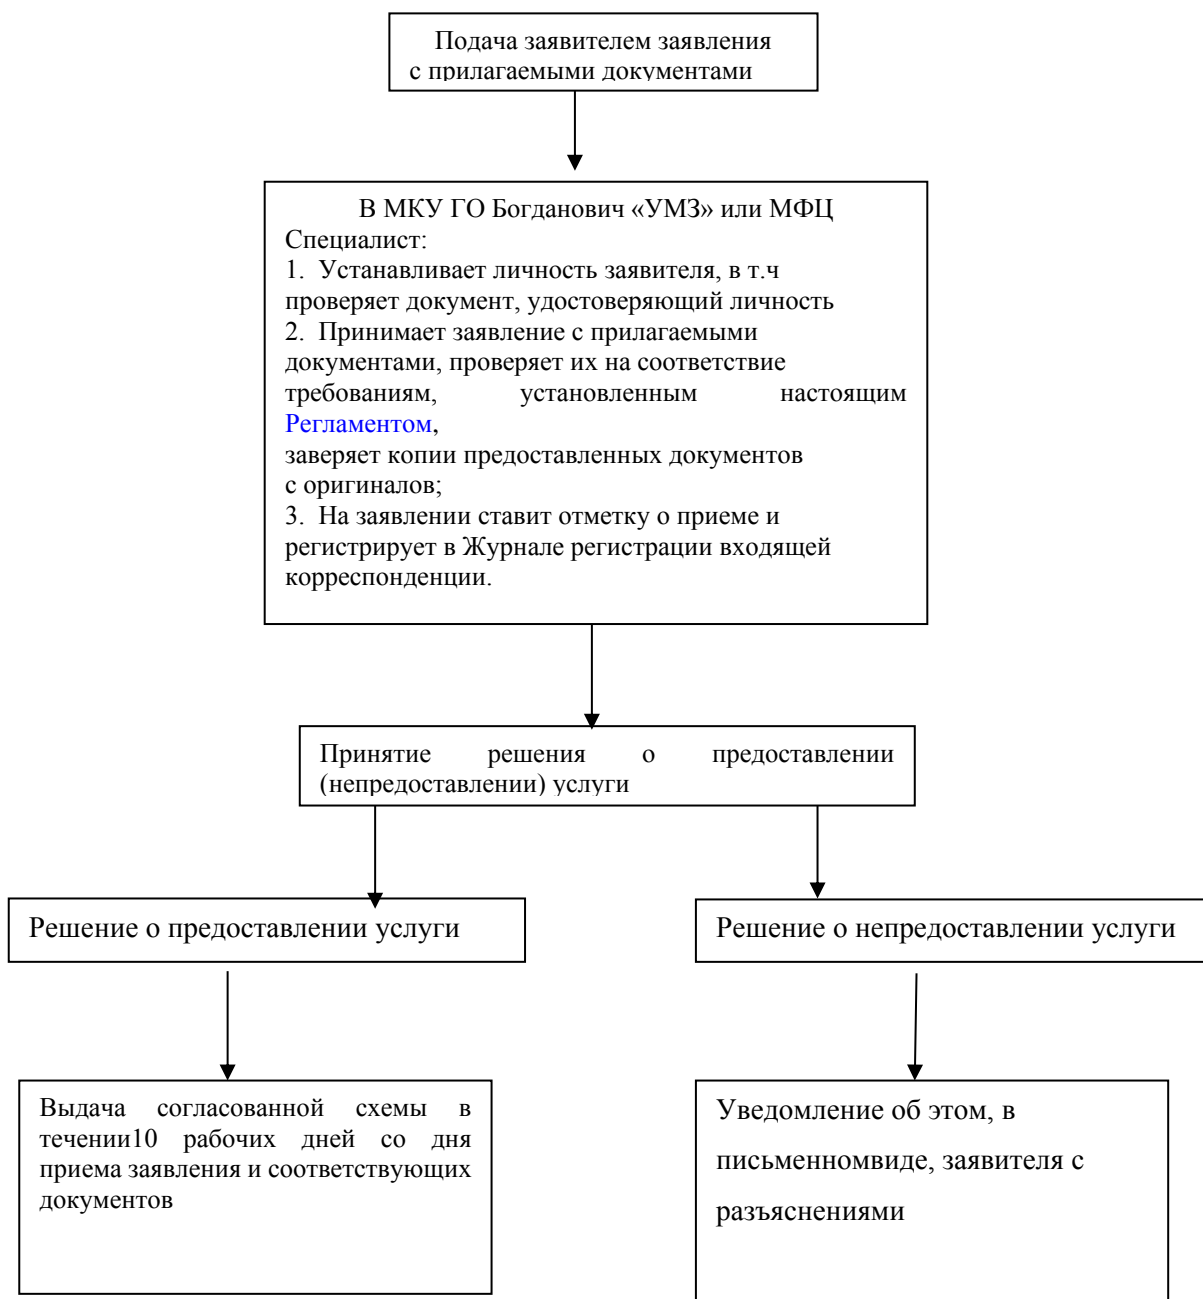 Подача заявителем заявления
с прилагаемыми документами
В МКУ ГО Богданович «УМЗ» или МФЦ
Специалист:
1. Устанавливает личность заявителя, в т.ч
проверяет документ, удостоверяющий личность
2. Принимает заявление с прилагаемыми
документами, проверяет их на соответствие
требованиям, установленным настоящим
Регламентом,
заверяет копии предоставленных документов
с оригиналов;
3. На заявлении ставит отметку о приеме и
регистрирует в Журнале регистрации входящей
корреспонденции.
Принятие решения о предоставлении
(непредоставлении) услуги
Решение о предоставлении услуги
Решение о непредоставлении услуги
Выдача согласованной схемы в
течении10 рабочих дней со дня
приема заявления и соответствующих
документов
Уведомление об этом, в
письменномвиде, заявителя с
разъяснениями